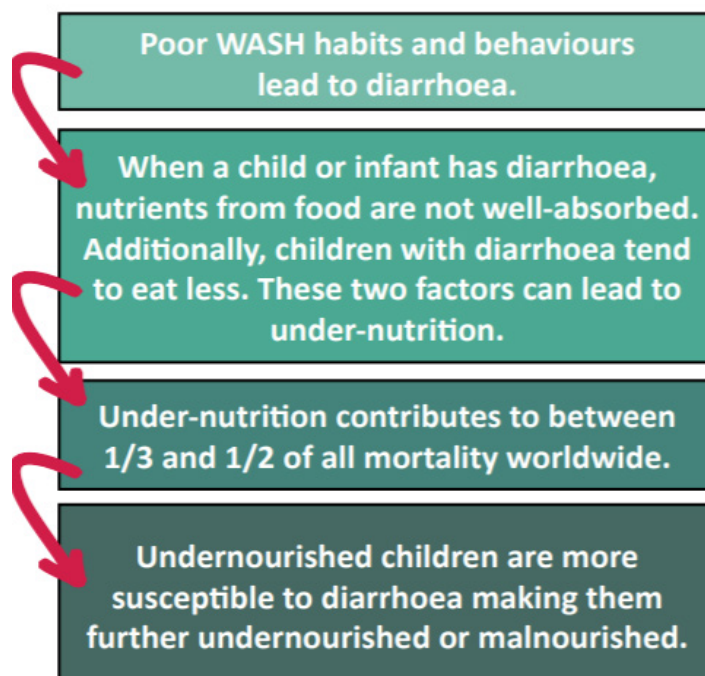 Poor WASH habits and behaviours
lead to diarrhoea.
When a child or infant has diarrhoea,
nutrients from food are not well-absorbed.
Additionally, children with diarrhoea tend
to eat less. These two factors can lead to
under-nutrition.
Under-nutrition contributes to between
1/3 and 1/2 of all mortality worldwide.
Undernourished children are more
susceptible to diarrhoea making them
further undernourished or malnourished.